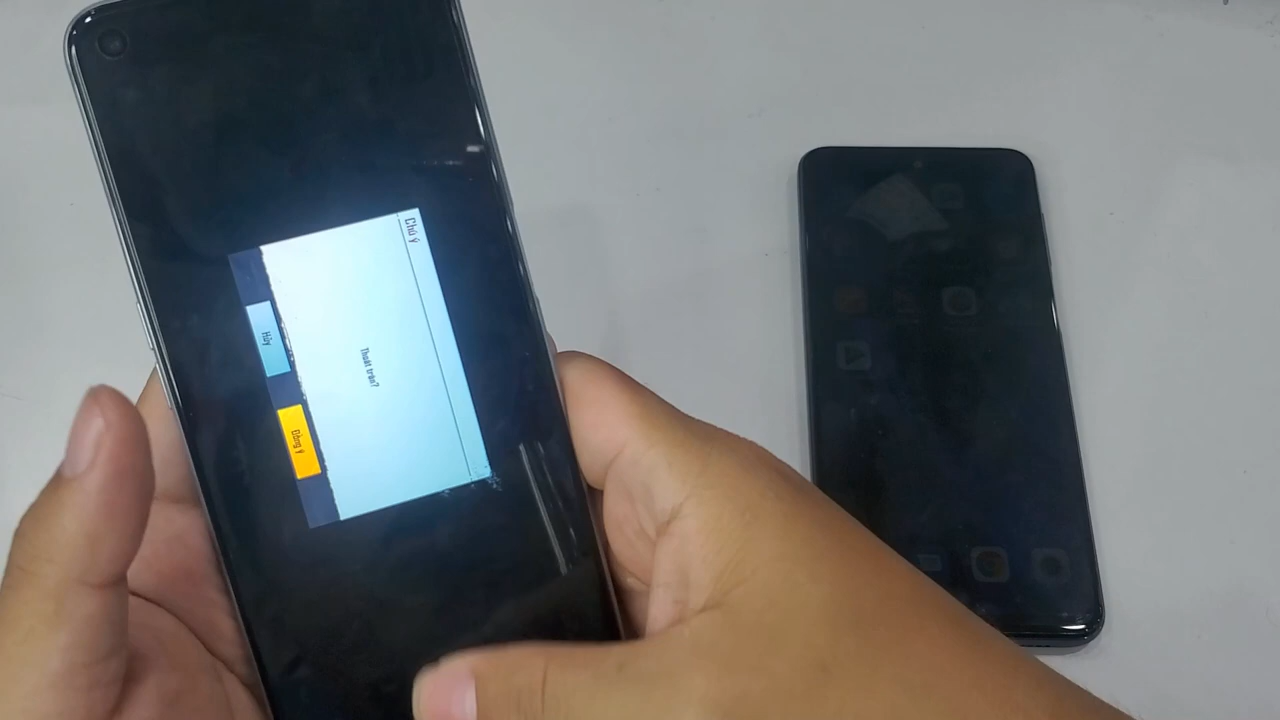 Chú ý
Thoát trận?
Hủy
Đồng ý